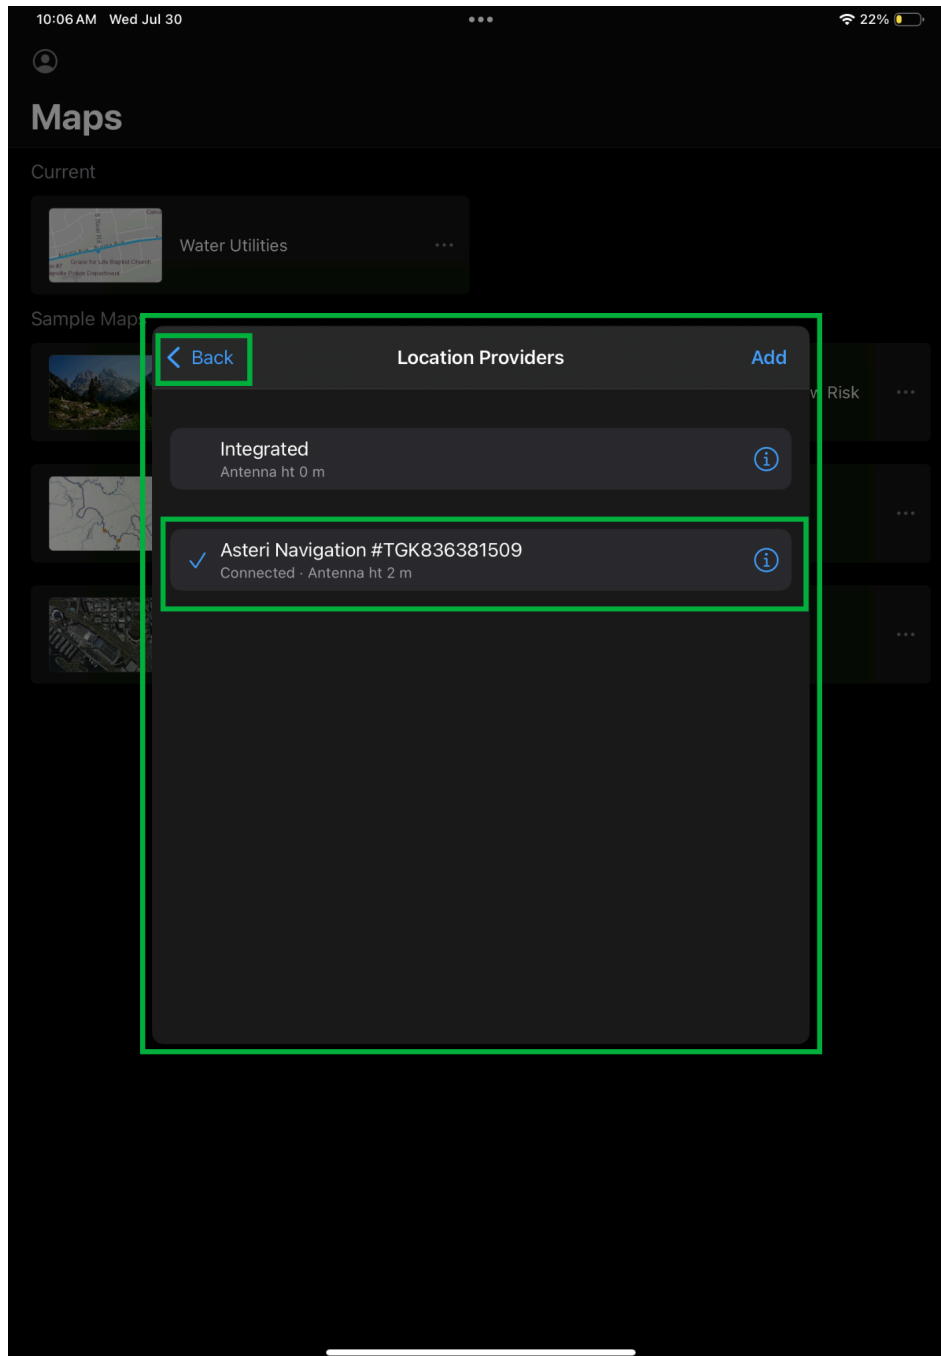 10:06 AM Wed Jul 30
22%
Maps
Current
Water Utilities
Sample Maps
Back
Location Providers
Add
Risk
Integrated
Antenna ht 0 m
Asteri Navigation #TGK836381509
Connected · Antenna ht 2 m